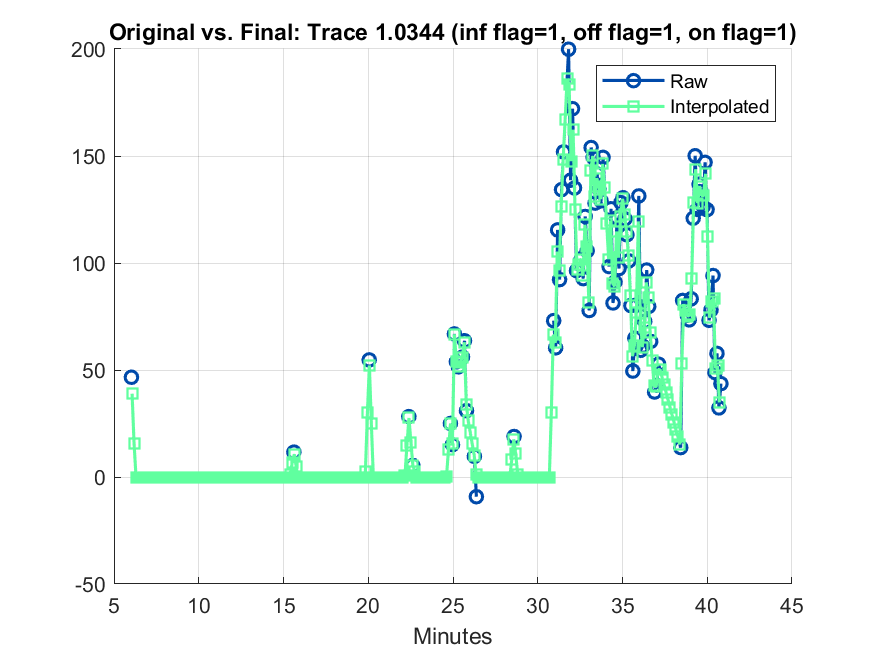 Original vs. Final: Trace 1.0344 (inf flag=1, off flag=1, on flag=1)
200
150
100
50
0
-50
5 10 15 20 25 30 35 40 45
Minutes
Raw
Interpolated